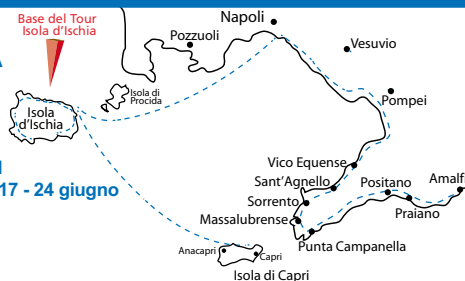 Base del Tour
Isola d'Ischia
Napoli
Pozzuoli
Vesuvio
A
Isola di
Procida
Pompei
Isola
d'Ischia
Vico Equense
Sant'Agnello
Positano
Amalfi
17 - 24 giugno
Sorrento
Massalubrense
Praiano
Punta Campanella
Anacapri
Capri
Isola di Capri